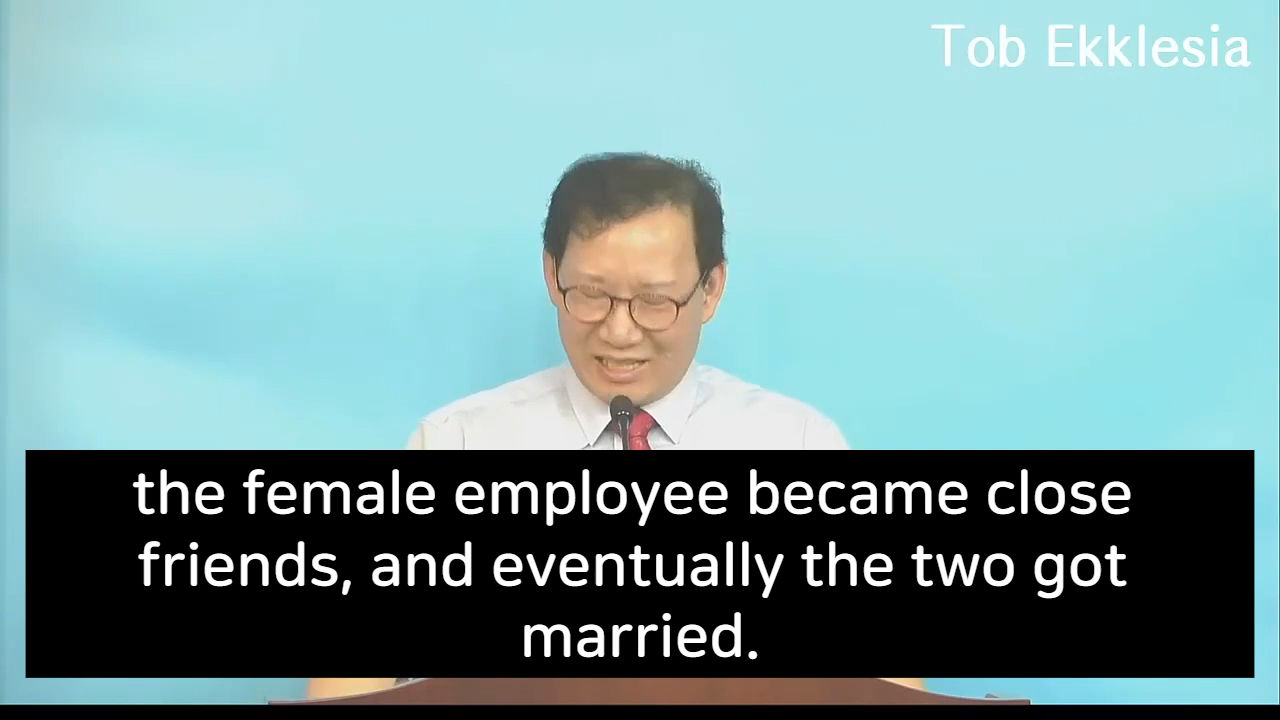 Tob Ekklesia
the female employee became close
friends, and eventually the two got
married.